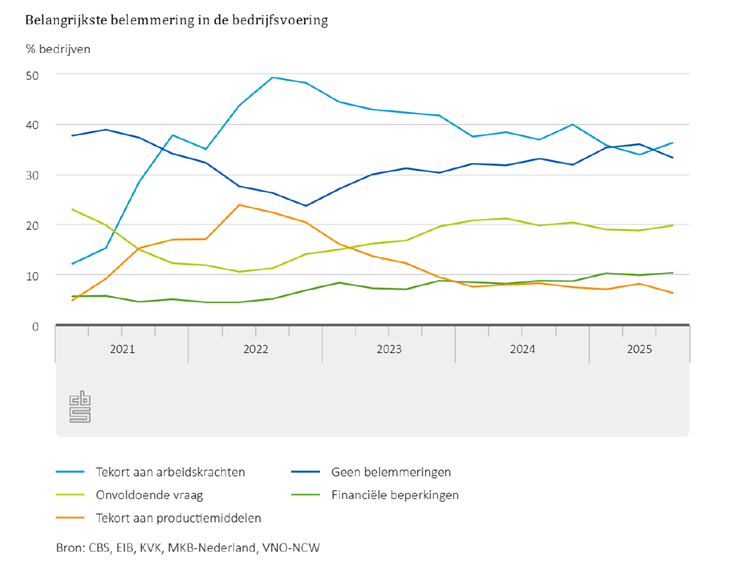 Belangrijkste belemmering in de bedrijfsvoering
% bedrijven
50
40
30
20
10
0
2021 2022 2023 2024 2025
cbs
Tekort aan arbeidskrachten Geen belemmeringen
Onvoldoende vraag Financiële beperkingen
Tekort aan productiemiddelen
Bron: CBS, EIB, KVK, MKB-Nederland, VNO-NCW